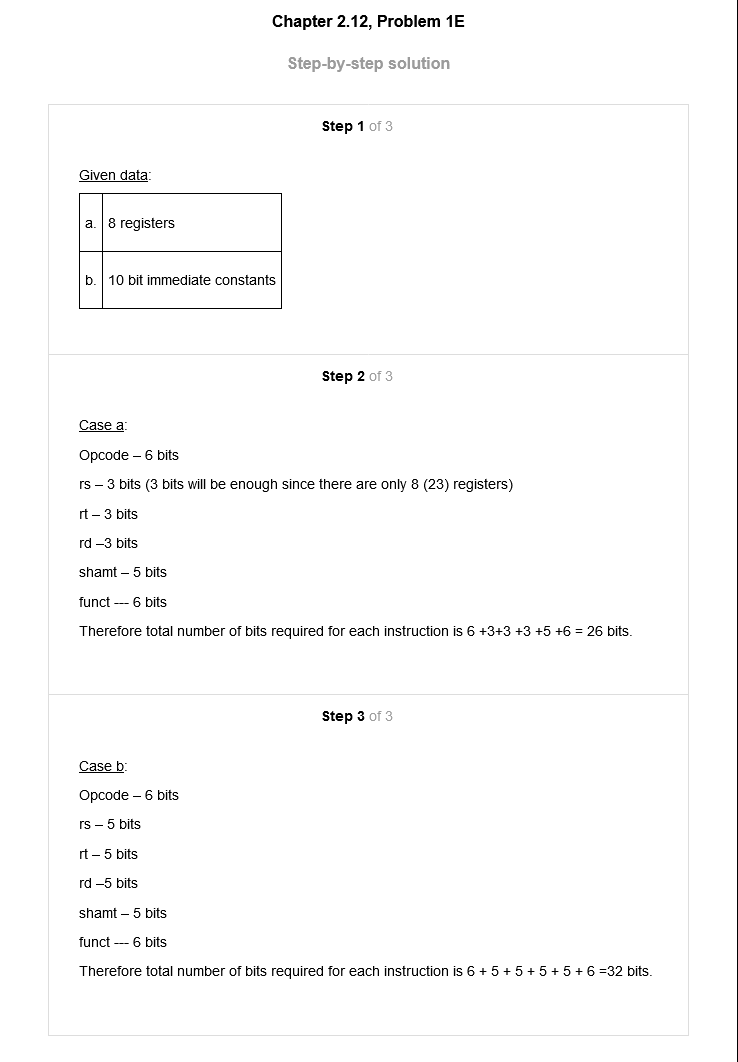 Chapter 2.12, Problem 1E
Step-by-step solution
Step 1 of 3
Given data:
a. 8 registers
b. 10 bit immediate constants
Step 2 of 3
Case a:
Opcode – 6 bits
rs – 3 bits (3 bits will be enough since there are only 8 (23) registers)
rt – 3 bits
rd –3 bits
shamt – 5 bits
funct --- 6 bits
Therefore total number of bits required for each instruction is 6 +3+3 +3 +5 +6 = 26 bits.
Step 3 of 3
Case b:
Opcode – 6 bits
rs – 5 bits
rt – 5 bits
rd –5 bits
shamt – 5 bits
funct --- 6 bits
Therefore total number of bits required for each instruction is 6 + 5 + 5 + 5 + 5 + 6 =32 bits.